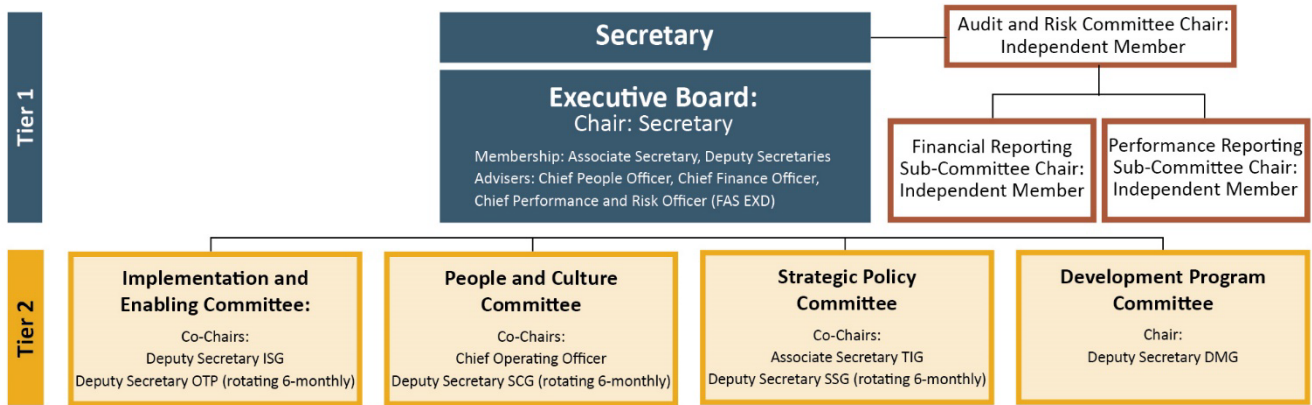 Tier 1
Secretary
Audit and Risk Committee Chair:
Independent Member
Executive Board:
Chair: Secretary
Membership: Associate Secretary, Deputy Secretaries
Advisers: Chief People Officer, Chief Finance Officer,
Chief Performance and Risk Officer (FAS EXD)
Financial Reporting
Sub-Committee Chair:
Independent Member
Performance Reporting
Sub-Committee Chair:
Independent Member
Tier 2
Implementation and
Enabling Committee:
Co-Chairs:
Deputy Secretary ISG
Deputy Secretary OTP (rotating 6-monthly)
People and Culture
Committee
Co-Chairs:
Chief Operating Officer
Deputy Secretary SCG (rotating 6-monthly)
Strategic Policy
Committee
Co-Chairs:
Associate Secretary TIG
Deputy Secretary SSG (rotating 6-monthly)
Development Program
Committee
Chair:
Deputy Secretary DMG